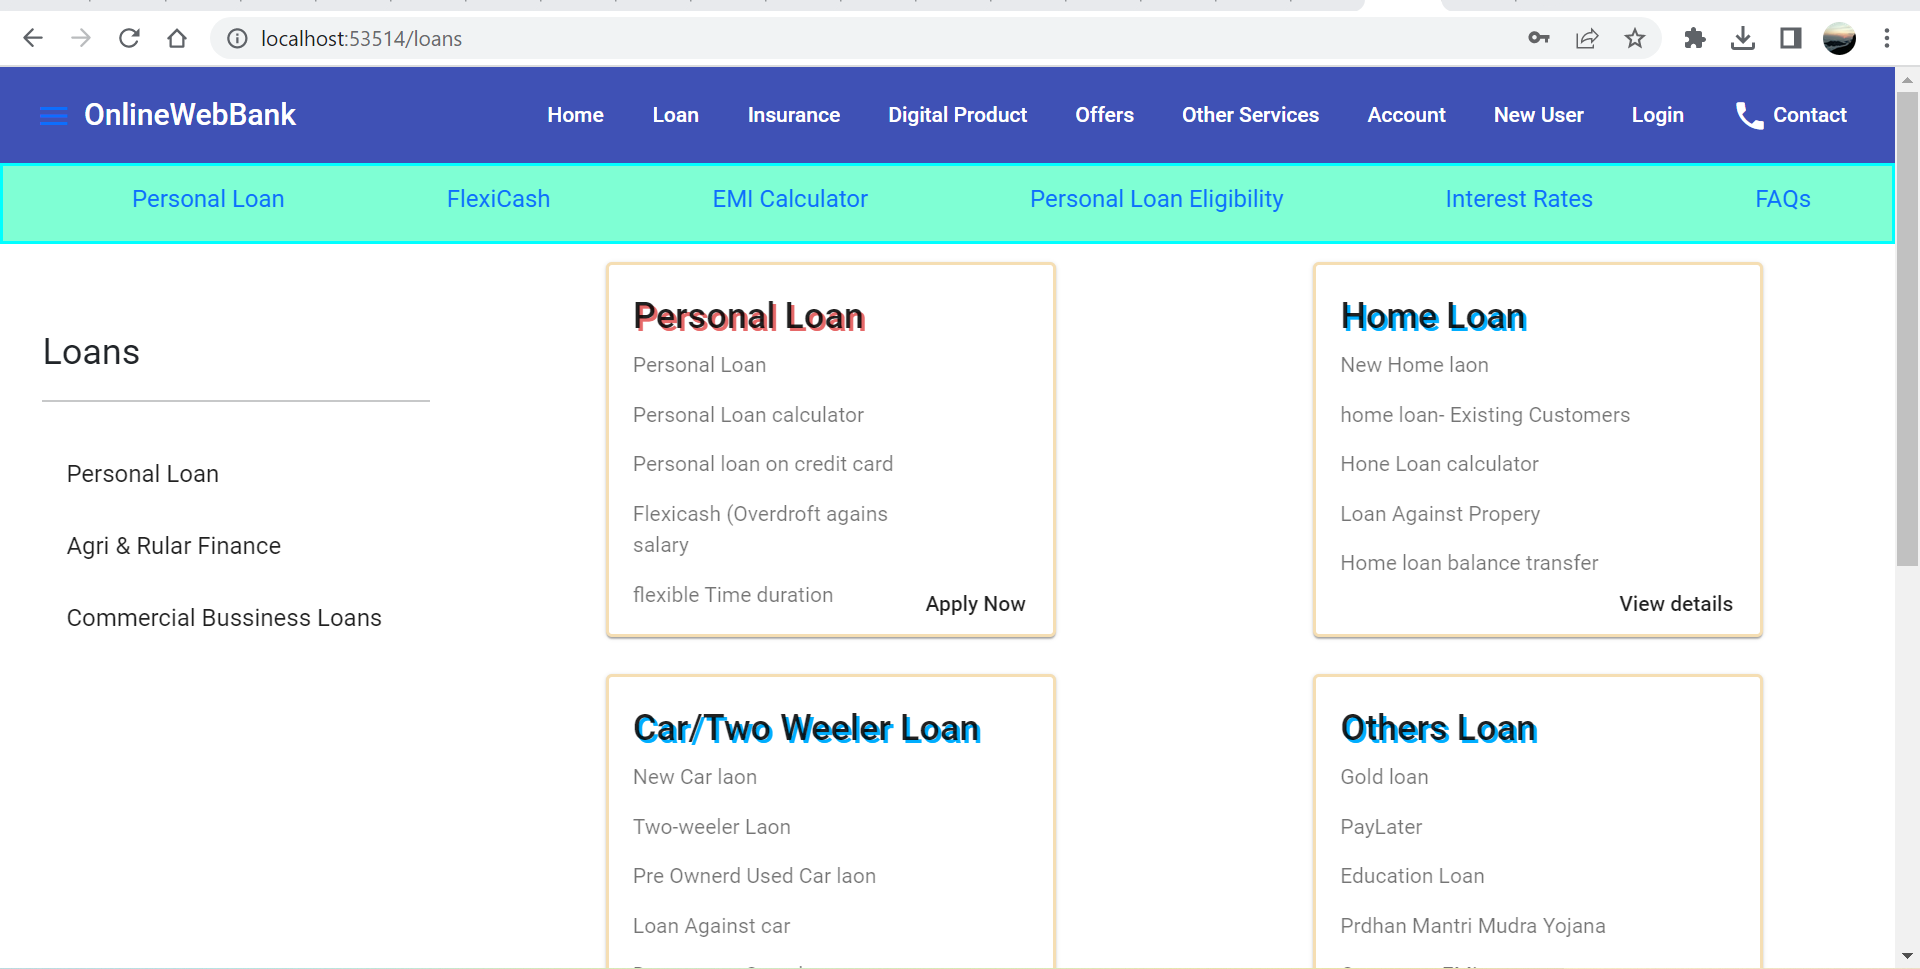 localhost:53514/loans
OnlineWebBank
Home Loan Insurance Digital Product Offers Other Services Account New User Login Contact
Personal Loan FlexiCash EMI Calculator Personal Loan Eligibility Interest Rates FAQs
Loans
Personal Loan
Agri & Rular Finance
Commercial Bussiness Loans
Personal Loan
Personal Loan
Personal Loan calculator
Personal loan on credit card
Flexicash (Overdroft agains
salary
flexible Time duration
Apply Now
Home Loan
New Home laon
home loan- Existing Customers
Hone Loan calculator
Loan Against Propery
Home loan balance transfer
View details
Car/Two Weeler Loan
New Car laon
Two-weeler Laon
Pre Ownerd Used Car laon
Loan Against car
Others Loan
Gold loan
PayLater
Education Loan
Prdhan Mantri Mudra Yojana